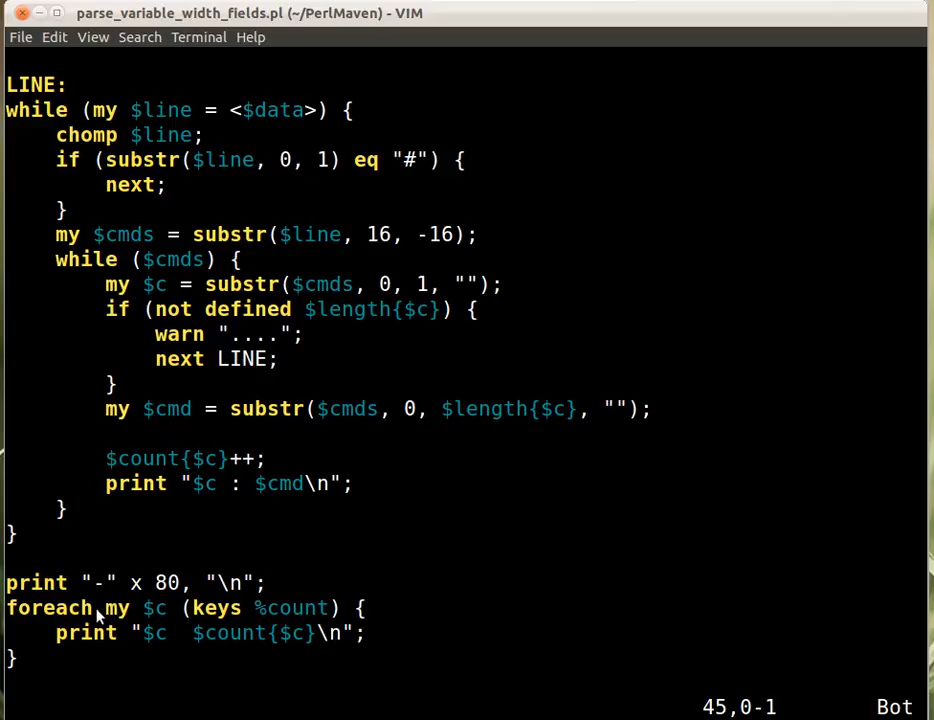 parse_variable_width_fields.pl (~/PerlMaven) - VIM
File Edit View Search Terminal Help
LINE:
while (my $line = <$data>) {
    chomp $line;
    if (substr($line, 0, 1) eq "#") {
        next;
    }
    my $cmds = substr($line, 16, -16);
    while ($cmds) {
        my $c = substr($cmds, 0, 1, "");
        if (not defined $length{$c}) {
            warn "....";
            next LINE;
        }
        my $cmd = substr($cmds, 0, $length{$c}, "");

        $count{$c}++;
        print "$c : $cmd\n";
    }
}

print "-" x 80, "\n";
foreach my $c (keys %count) {
    print "$c  $count{$c}\n";
}
45,0-1 Bot